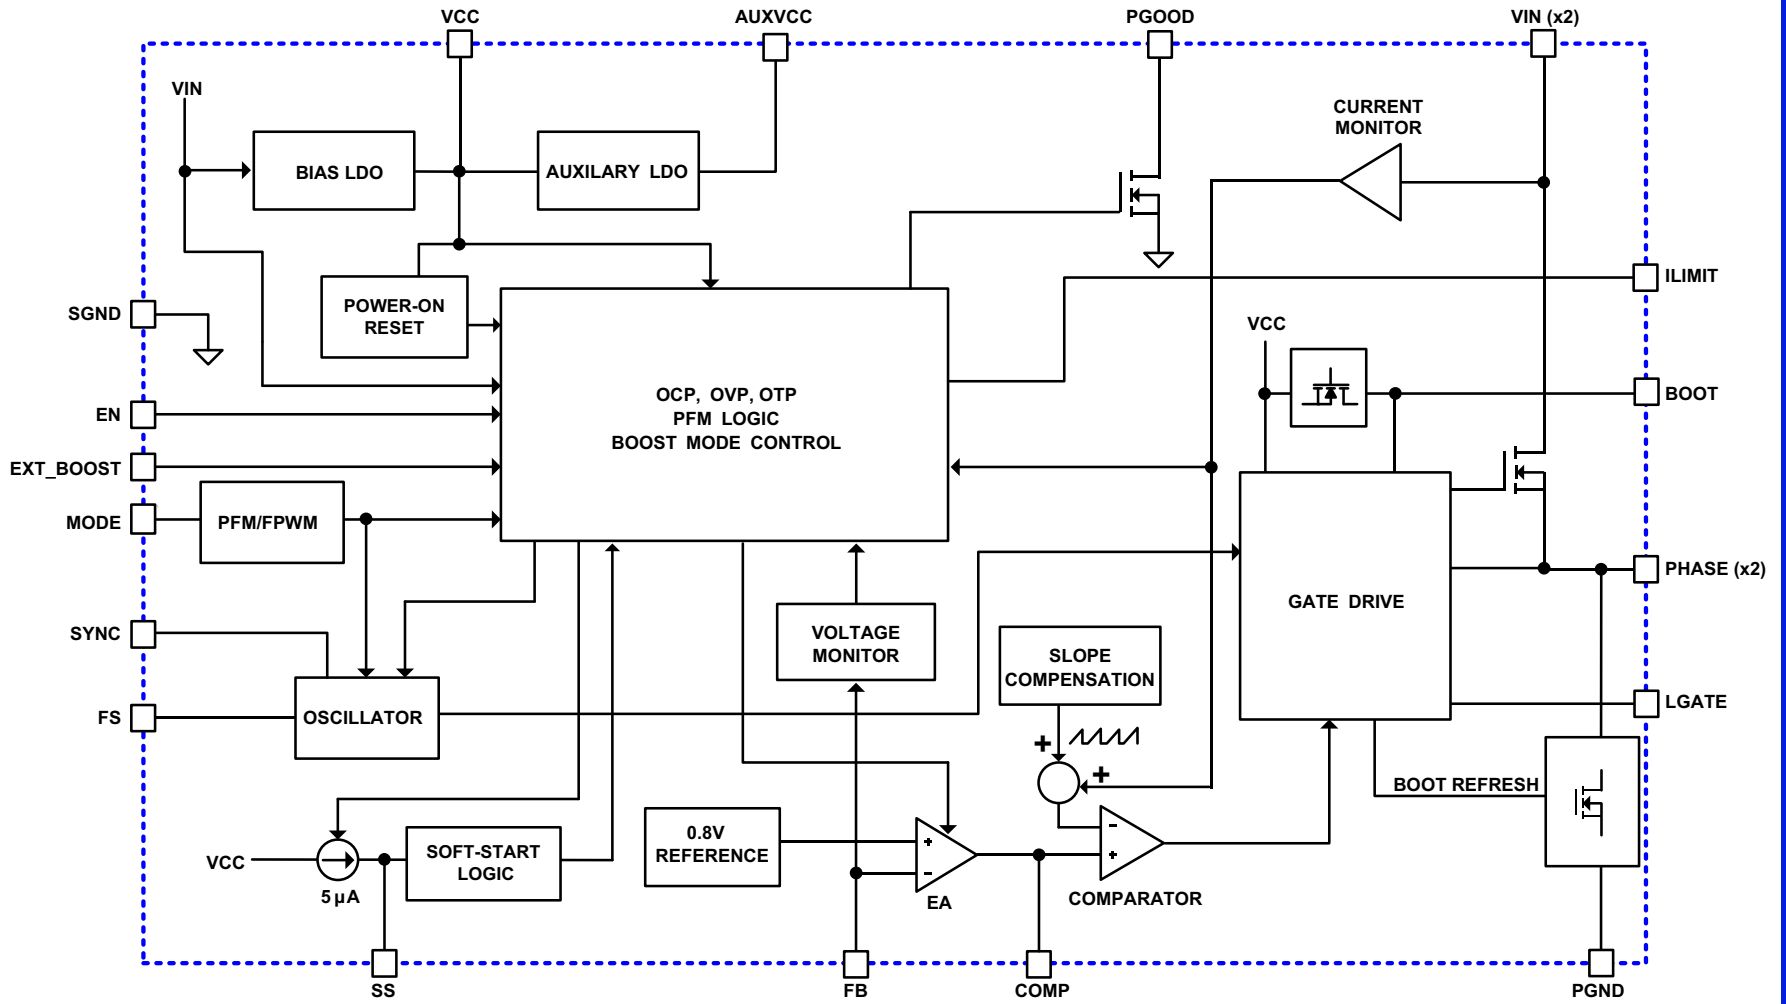 VCC
AUXVCC
PGOOD
VIN (x2)
VIN
CURRENT
MONITOR
BIAS LDO
AUXILARY LDO
ILIMIT
SGND
POWER-ON
RESET
VCC
OCP, OVP, OTP
PFM LOGIC
BOOST MODE CONTROL
BOOT
EN
EXT_BOOST
MODE
PFM/FPWM
PHASE (x2)
GATE DRIVE
SYNC
VOLTAGE
MONITOR
SLOPE
COMPENSATION
FS
OSCILLATOR
LGATE
+
+
BOOT REFRESH
VCC
5 µA
SOFT-START
LOGIC
0.8V
REFERENCE
+
−
EA
−
+
COMPARATOR
SS
FB
COMP
PGND